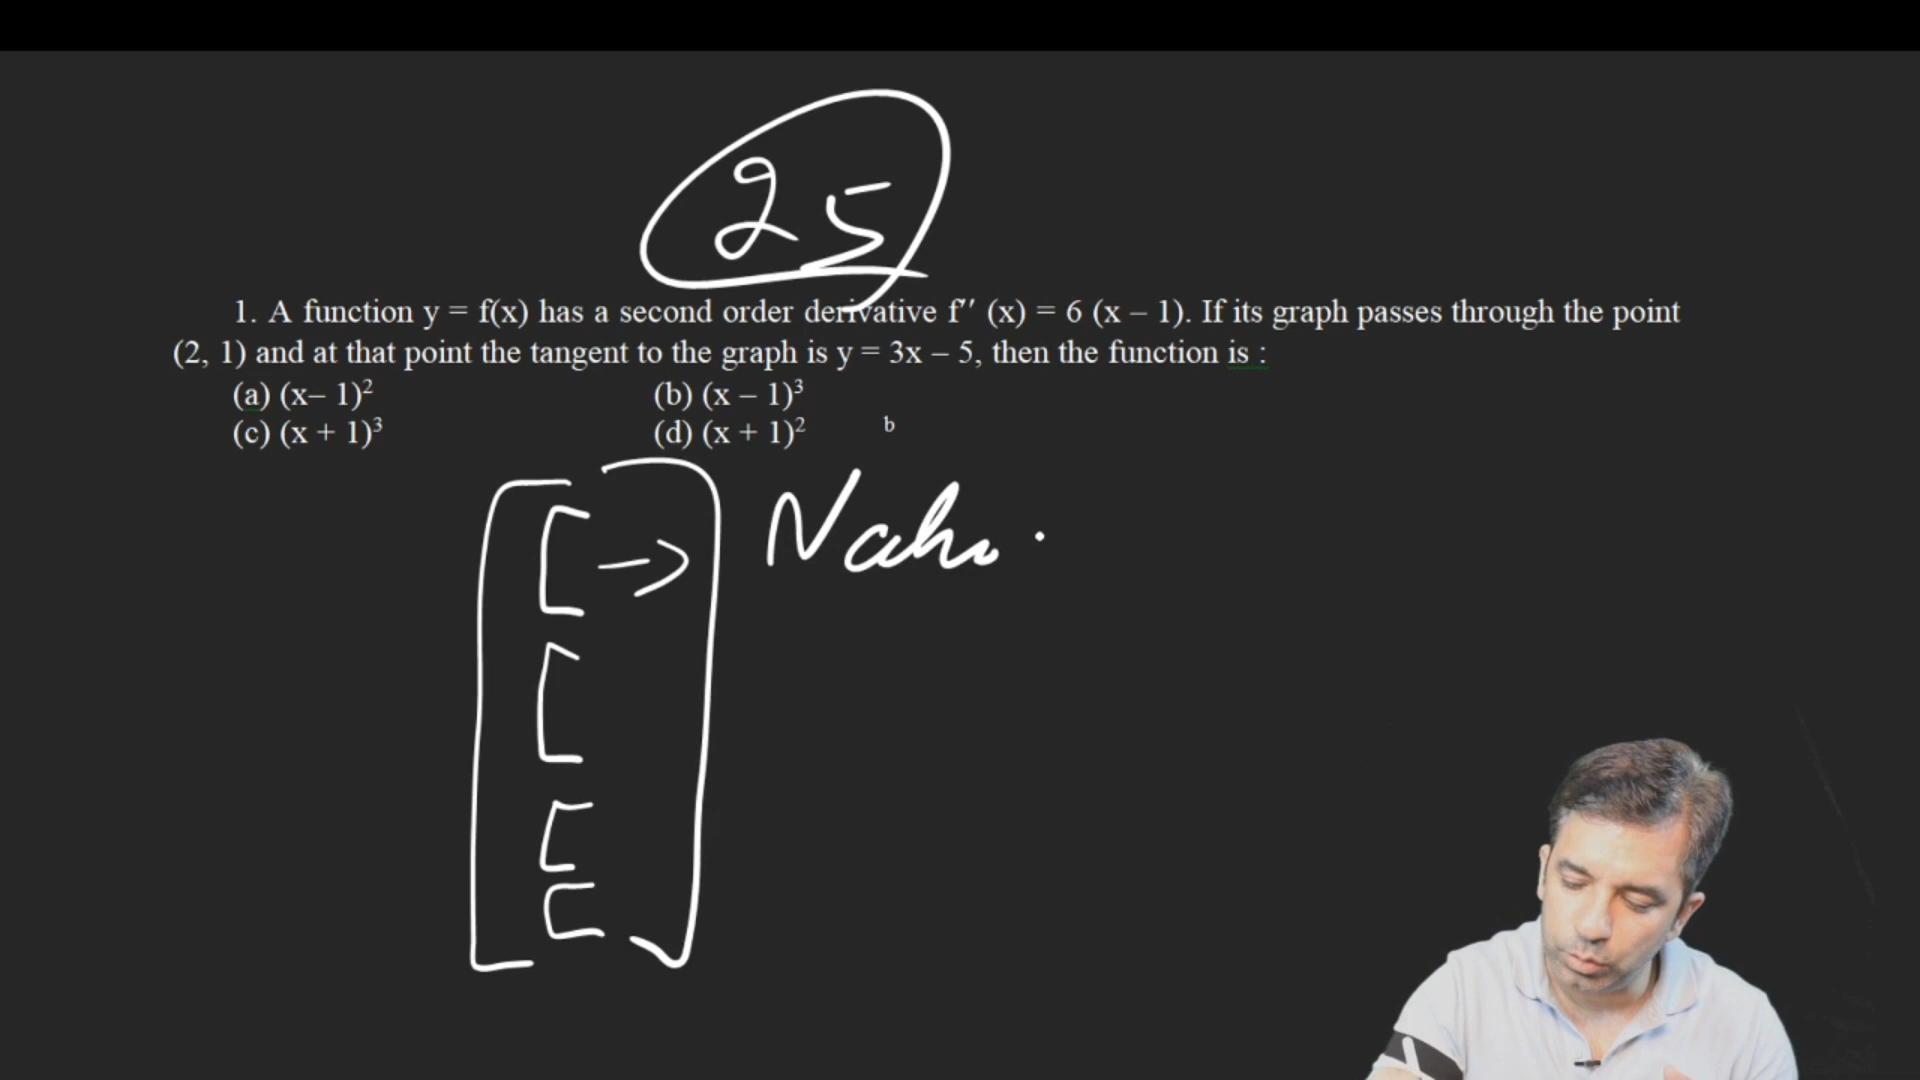 25
1. A function y = f(x) has a second order derivative f″ (x) = 6 (x – 1). If its graph passes through the point
(2, 1) and at that point the tangent to the graph is y = 3x – 5, then the function is :
(a) (x– 1)² (b) (x – 1)³
(c) (x + 1)³ (d) (x + 1)² b
[ →